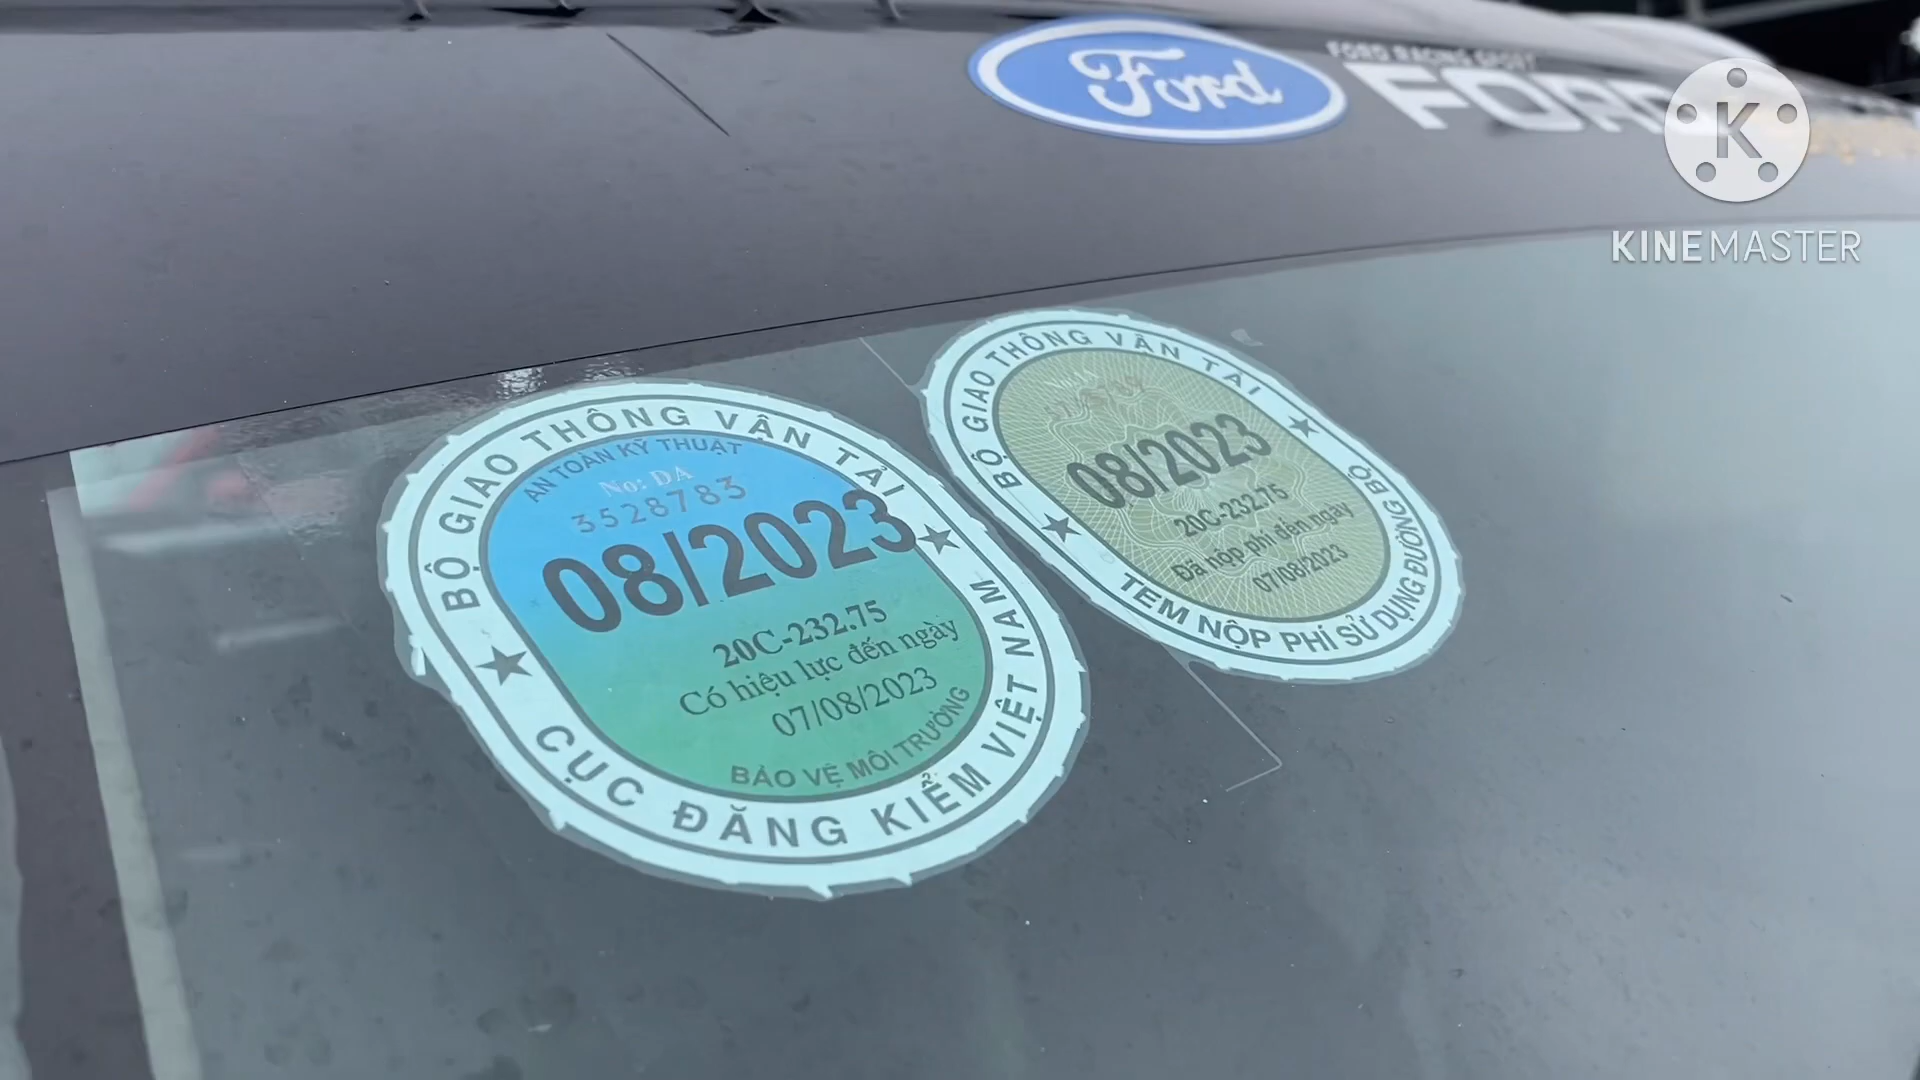 Ford
FORD RACING SPORT
FORD
K
KINEMASTER
BỘ GIAO THÔNG VẬN TẢI
AN TOÀN KỸ THUẬT
No: DA
3528783
08/2023
20C-232.75
Có hiệu lực đến ngày
07/08/2023
BẢO VỆ MÔI TRƯỜNG
CỤC ĐĂNG KIỂM VIỆT NAM
BỘ GIAO THÔNG VẬN TẢI
08/2023
20C-232.75
Đã nộp phí đến ngày
07/08/2023
TEM NỘP PHÍ SỬ DỤNG ĐƯỜNG BỘ